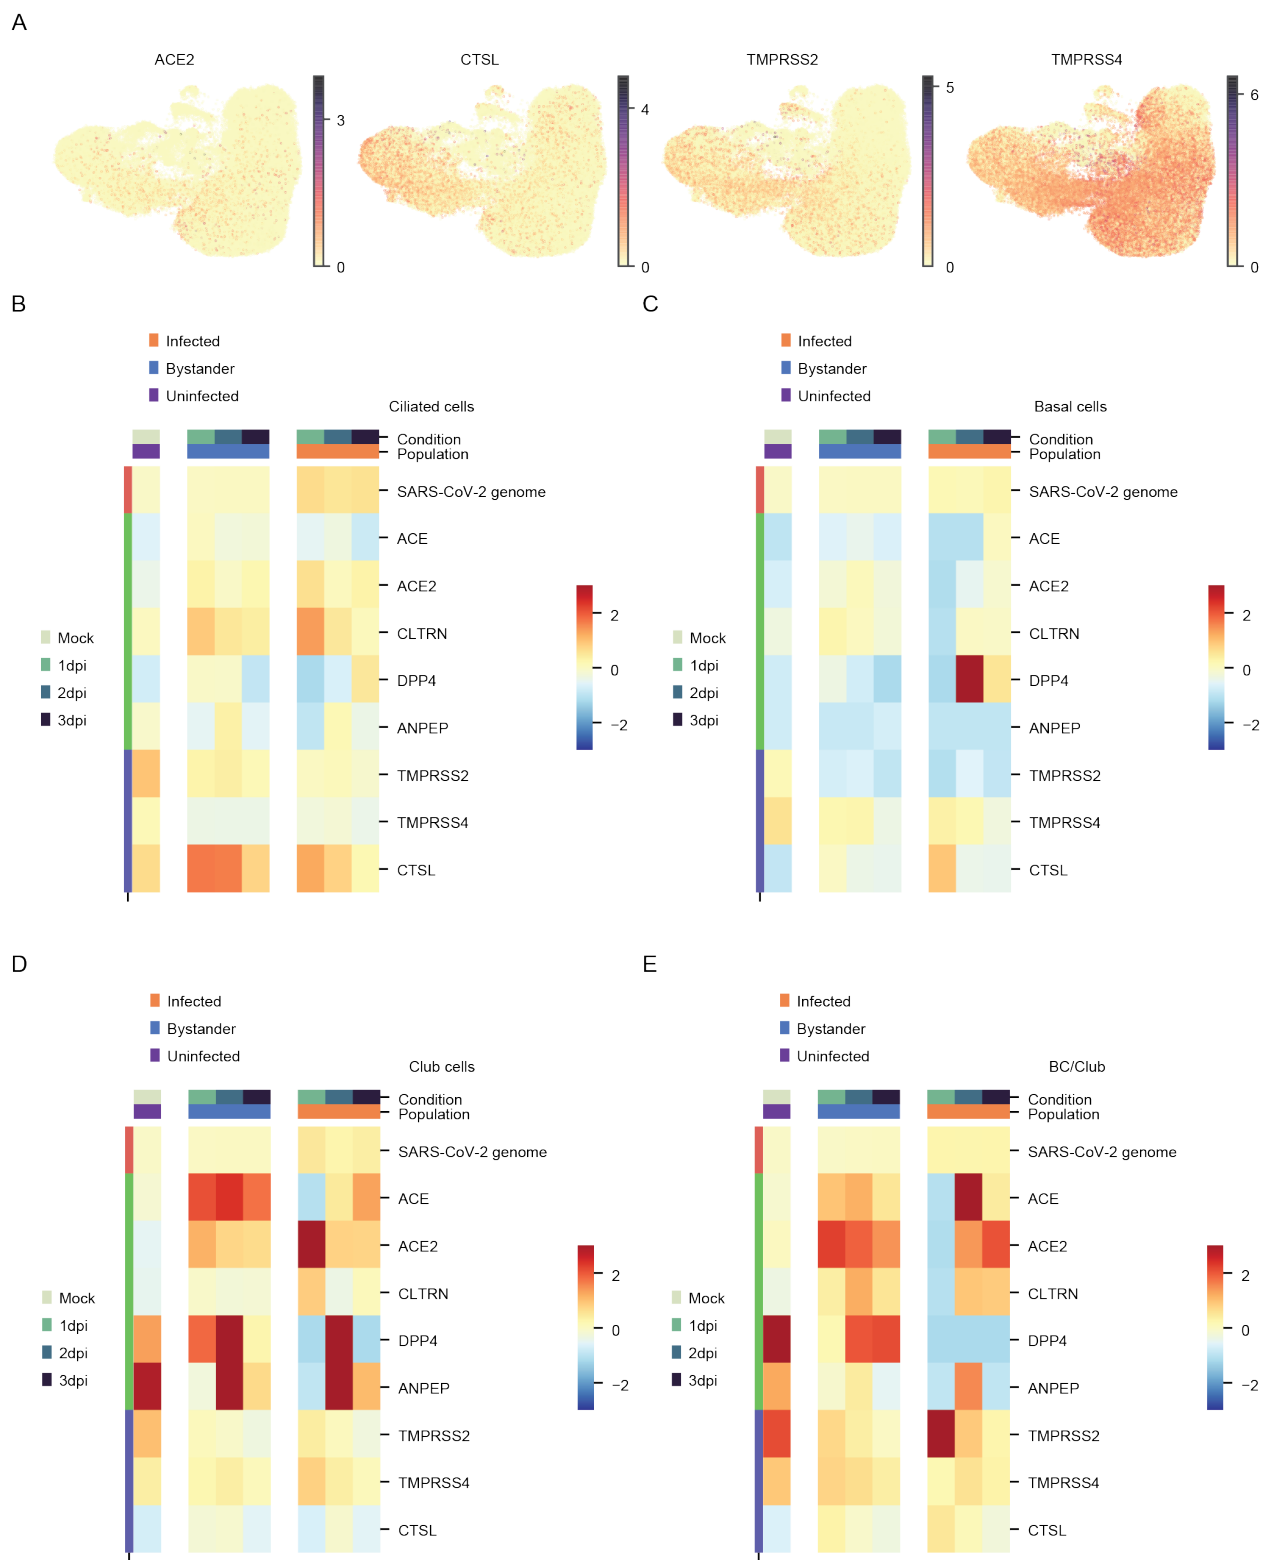 A
ACE2
CTSL
TMPRSS2
TMPRSS4
3
0
4
0
5
0
6
0
B
Infected
Bystander
Uninfected
Ciliated cells
Condition
Population
SARS-CoV-2 genome
ACE
ACE2
CLTRN
DPP4
ANPEP
TMPRSS2
TMPRSS4
CTSL
Mock
1dpi
2dpi
3dpi
2
0
−2
C
Infected
Bystander
Uninfected
Basal cells
Condition
Population
SARS-CoV-2 genome
ACE
ACE2
CLTRN
DPP4
ANPEP
TMPRSS2
TMPRSS4
CTSL
Mock
1dpi
2dpi
3dpi
2
0
−2
D
Infected
Bystander
Uninfected
Club cells
Condition
Population
SARS-CoV-2 genome
ACE
ACE2
CLTRN
DPP4
ANPEP
TMPRSS2
TMPRSS4
CTSL
Mock
1dpi
2dpi
3dpi
2
0
−2
E
Infected
Bystander
Uninfected
BC/Club
Condition
Population
SARS-CoV-2 genome
ACE
ACE2
CLTRN
DPP4
ANPEP
TMPRSS2
TMPRSS4
CTSL
Mock
1dpi
2dpi
3dpi
2
0
−2